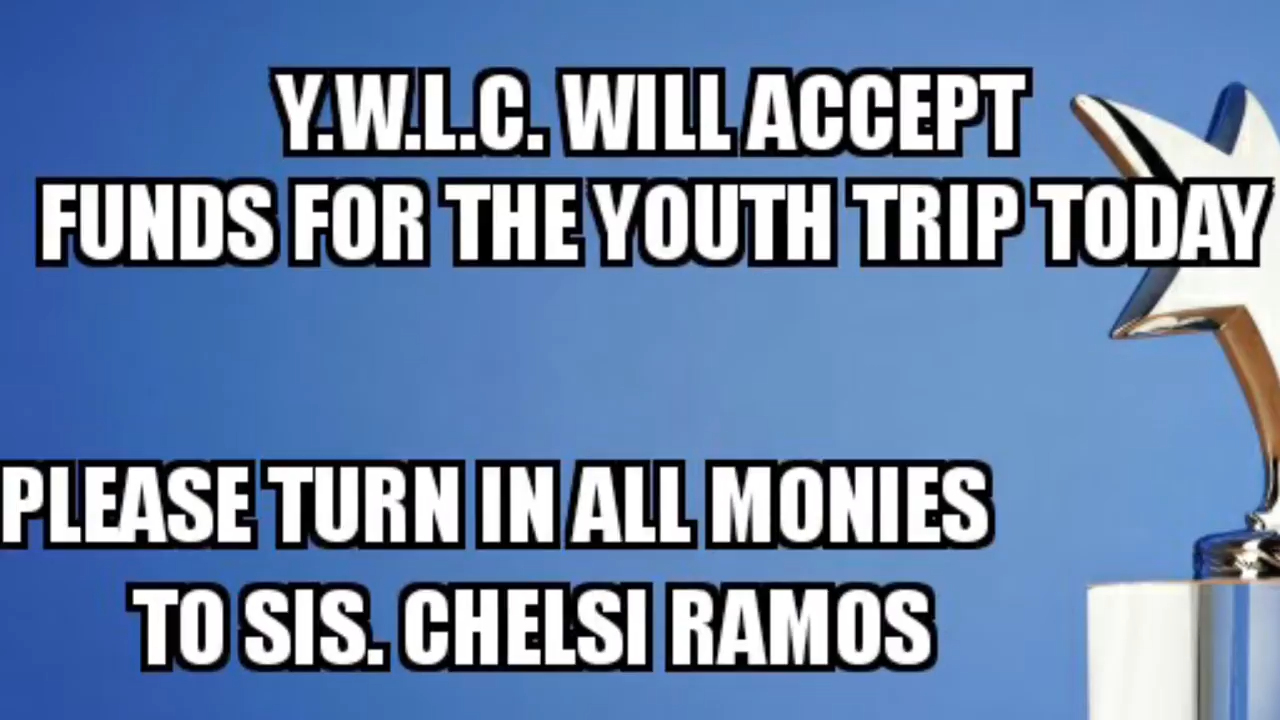 Y.W.L.C. WILL ACCEPT
FUNDS FOR THE YOUTH TRIP TODAY
PLEASE TURN IN ALL MONIES
TO SIS. CHELSI RAMOS